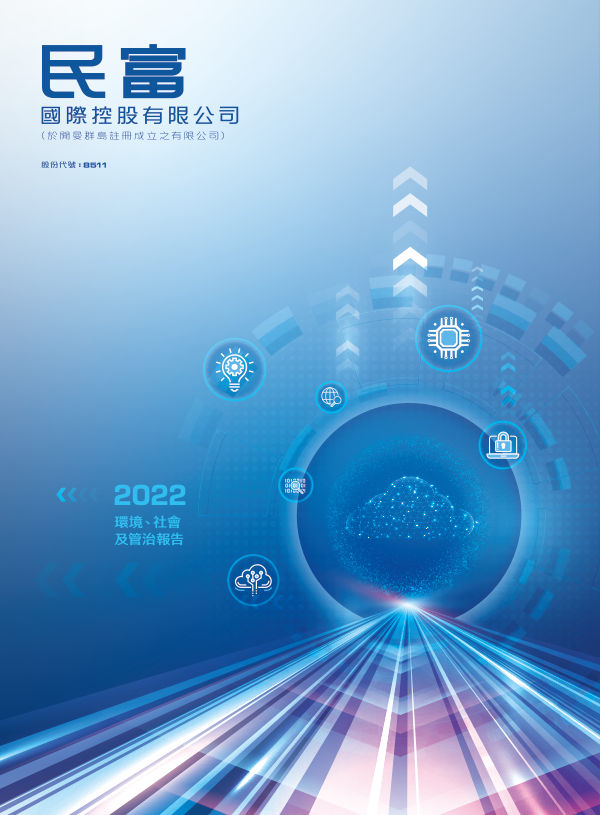 民富
國際控股有限公司
(於開曼群島註冊成立之有限公司)
股份代號：8511
2022
環境、社會
及管治報告